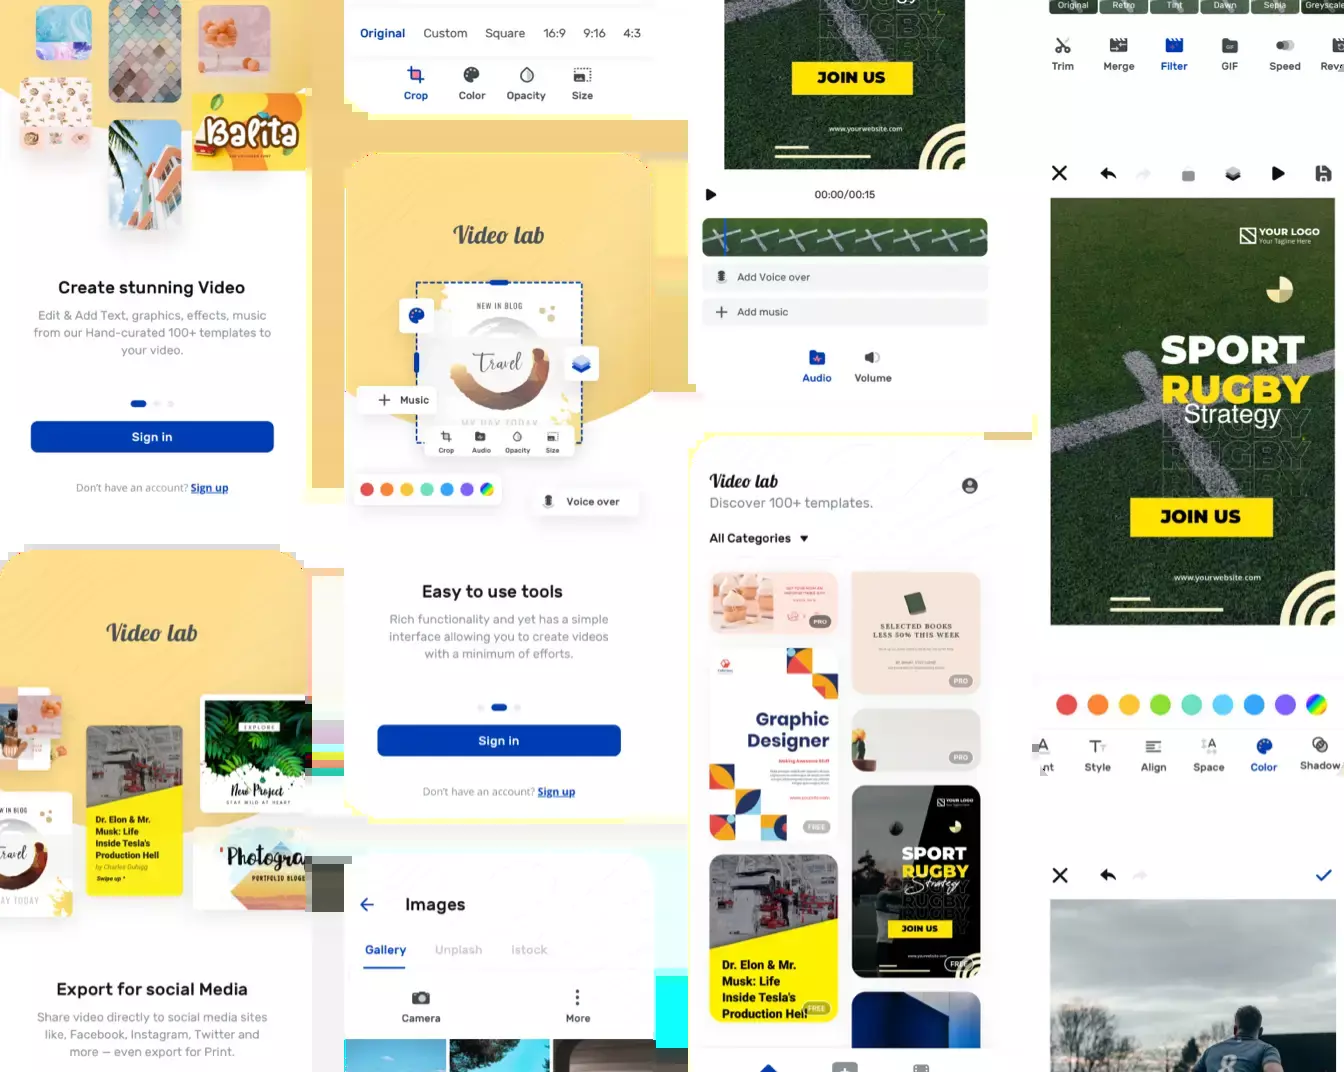 Balita
Create stunning Video
Edit & Add Text, graphics, effects, music
from our Hand-curated 100+ templates to
your video.
Sign in
Don't have an account? Sign up
Video lab
EXPLORE
New Project
STAY WILD AT HEART
IN BLOG
Travel
DAY TODAY
Dr. Elon & Mr.
Musk: Life
Inside Tesla's
Production Hell
by Charles Duhigg
Swipe up
Photogra
PORTFOLIO BLOGE
Export for social Media
Share video directly to social media sites
like, Facebook, Instagram, Twitter and
more — even export for Print.
Original Custom Square 16:9 9:16 4:3
Crop Color Opacity Size
Video lab
NEW IN BLOG
Travel
MY DAY TODAY
Music
Crop Audio Opacity Size
Voice over
Easy to use tools
Rich functionality and yet has a simple
interface allowing you to create videos
with a minimum of efforts.
Sign in
Don't have an account? Sign up
Images
Gallery Unplash Istock
Camera More
JOIN US
www.yourwebsite.com
00:00/00:15
Add Voice over
Add music
Audio Volume
Video lab
Discover 100+ templates.
All Categories
PRO
SELECTED BOOKS
LESS 50% THIS WEEK
PRO
Graphic
Designer
FREE
PRO
YOUR LOGO
SPORT
RUGBY
Strategy
RUGBY
RUGBY
JOIN US
FREE
Dr. Elon & Mr.
Musk: Life
Inside Tesla's
Production Hell
FREE
Original Retro Tint Dawn Sepia Greyscale
Trim Merge Filter GIF Speed Reve
YOUR LOGO
Your Tagline Here
SPORT
RUGBY
Strategy
RUGBY
RUGBY
JOIN US
www.yourwebsite.com
nt Style Align Space Color Shadow
8